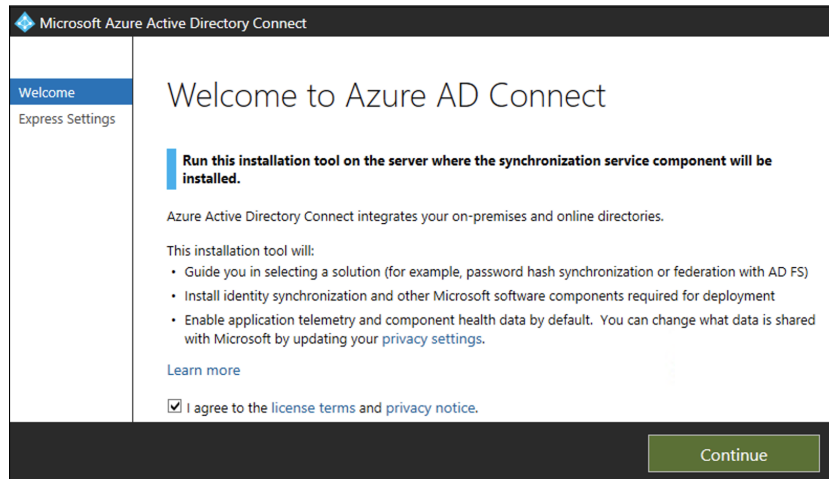 Microsoft Azure Active Directory Connect
Welcome
Express Settings
Welcome to Azure AD Connect
Run this installation tool on the server where the synchronization service component will be
installed.
Azure Active Directory Connect integrates your on-premises and online directories.
This installation tool will:
• Guide you in selecting a solution (for example, password hash synchronization or federation with AD FS)
• Install identity synchronization and other Microsoft software components required for deployment
• Enable application telemetry and component health data by default.  You can change what data is shared
with Microsoft by updating your privacy settings.
Learn more
I agree to the license terms and privacy notice.
Continue